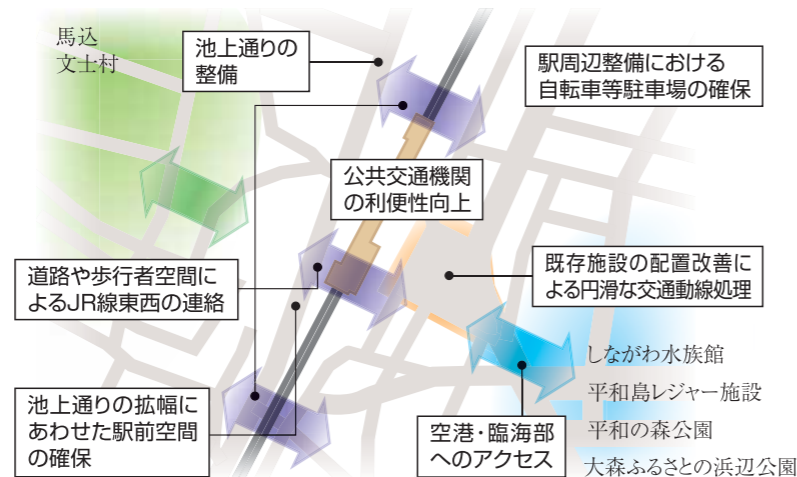 馬込
文士村
池上通りの
整備
駅周辺整備における
自転車等駐車場の確保
公共交通機関
の利便性向上
道路や歩行者空間に
よるJR線東西の連絡
既存施設の配置改善に
よる円滑な交通動線処理
池上通りの拡幅に
あわせた駅前空間
の確保
空港・臨海部
へのアクセス
しながわ水族館
平和島レジャー施設
平和の森公園
大森ふるさとの浜辺公園